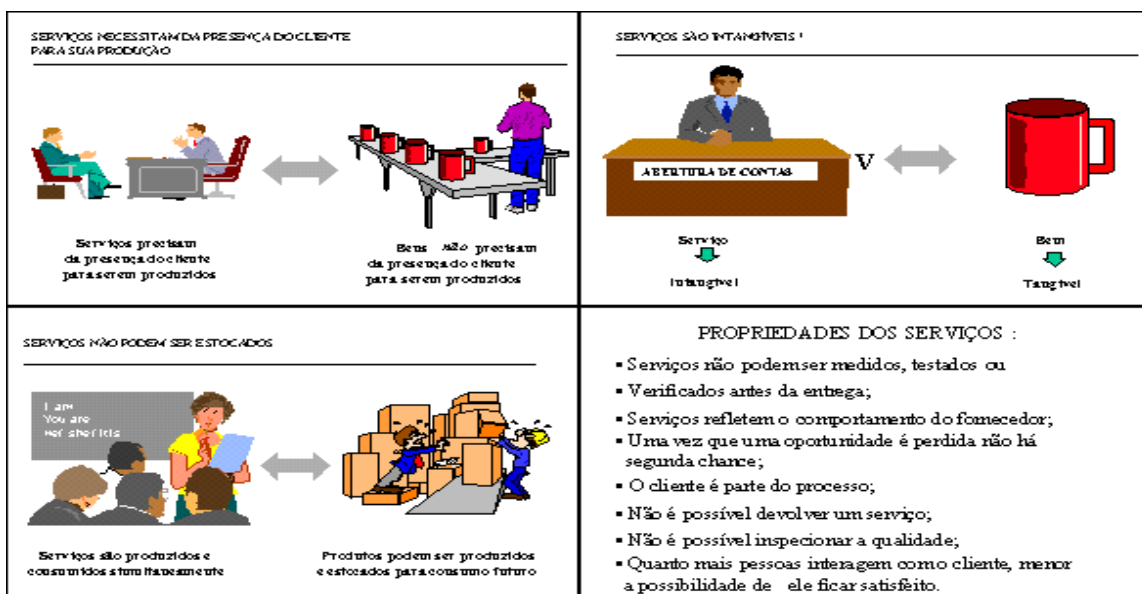 SERVIÇOS NECESSITAM DA PRESENÇA DO CLIENTE
PARA SUA PRODUÇÃO
Serviços precisam
da presença do cliente
para serem produzidos
Bens não precisam
da presença do cliente
para serem produzidos
SERVIÇOS SÃO INTANGÍVEIS !
ABERTURA DE CONTAS
V
Serviço
Intangível
Bem
Tangível
SERVIÇOS NÃO PODEM SER ESTOCADOS
I am
You are
Serviços são produzidos e
consumidos simultaneamente
Produtos podem ser produzidos
e estocados para consumo futuro
PROPRIEDADES DOS SERVIÇOS :
▪ Serviços não podem ser medidos, testados ou
▪ Verificados antes da entrega;
▪ Serviços refletem o comportamento do fornecedor;
▪ Uma vez que uma oportunidade é perdida não há
segunda chance;
▪ O cliente é parte do processo;
▪ Não é possível devolver um serviço;
▪ Não é possível inspecionar a qualidade;
▪ Quanto mais pessoas interagem com o cliente, menor
a possibilidade de ele ficar satisfeito.